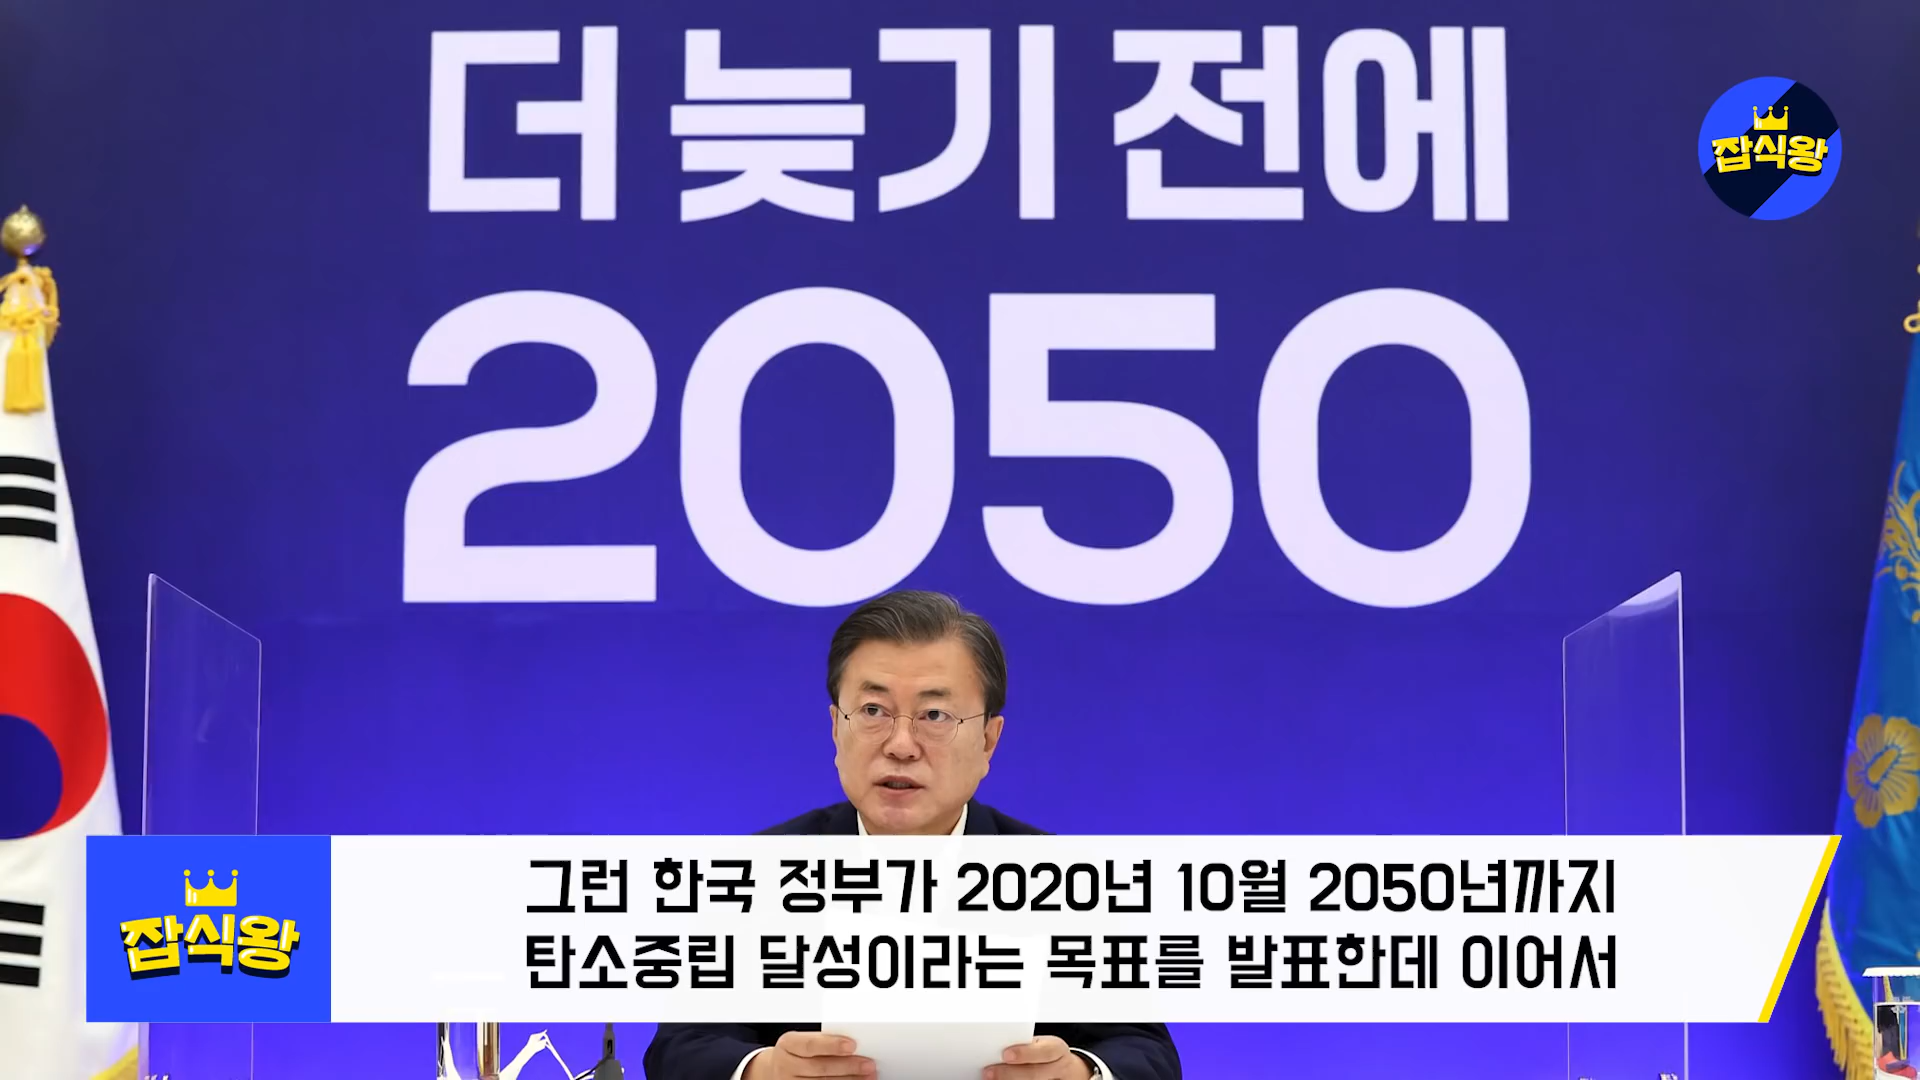 더 늦기 전에
2050
잡식왕
잡식왕
그런 한국 정부가 2020년 10월 2050년까지
탄소중립 달성이라는 목표를 발표한데 이어서